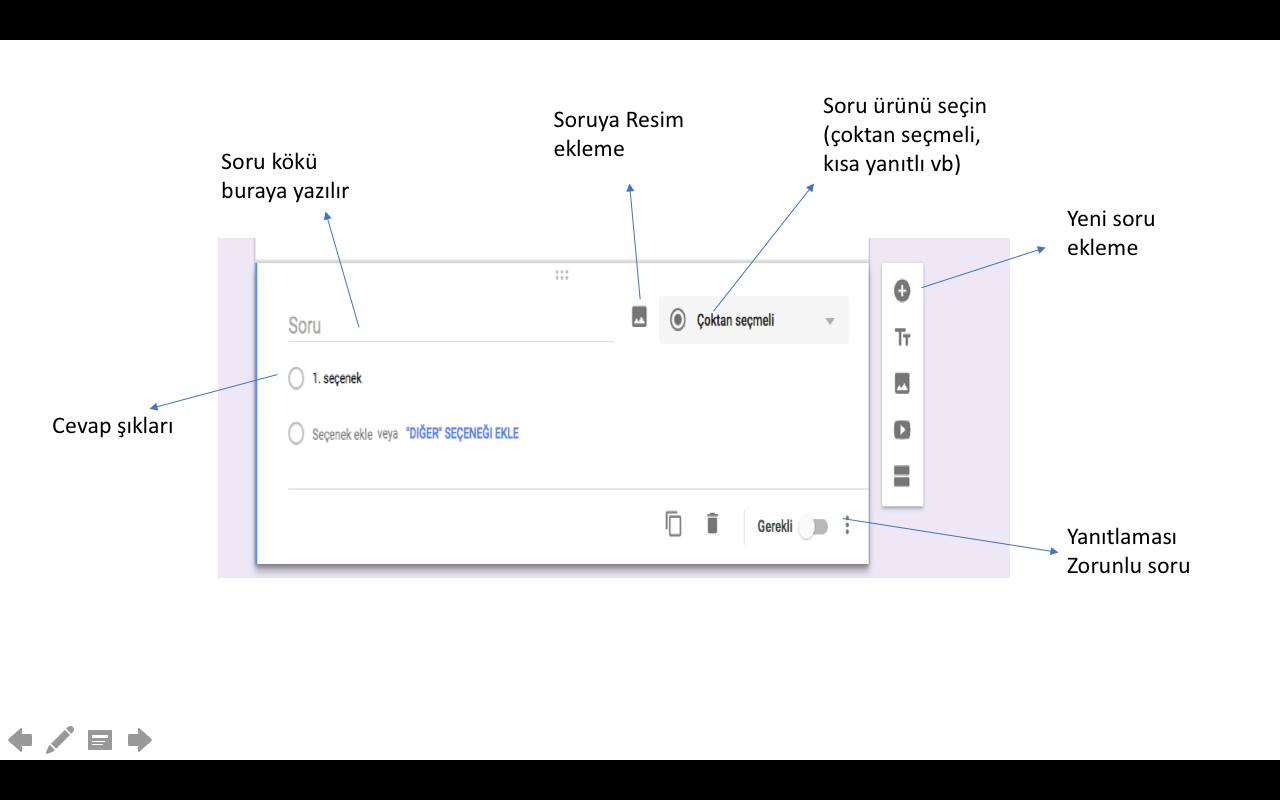 Soru ürünü seçin
(çoktan seçmeli,
kısa yanıtlı vb)
Soruya Resim
ekleme
Soru kökü
buraya yazılır
Yeni soru
ekleme
Soru
Çoktan seçmeli
1. seçenek
Cevap şıkları
Seçenek ekle veya "DIĞER" SEÇENEĞI EKLE
Gerekli
Yanıtlaması
Zorunlu soru